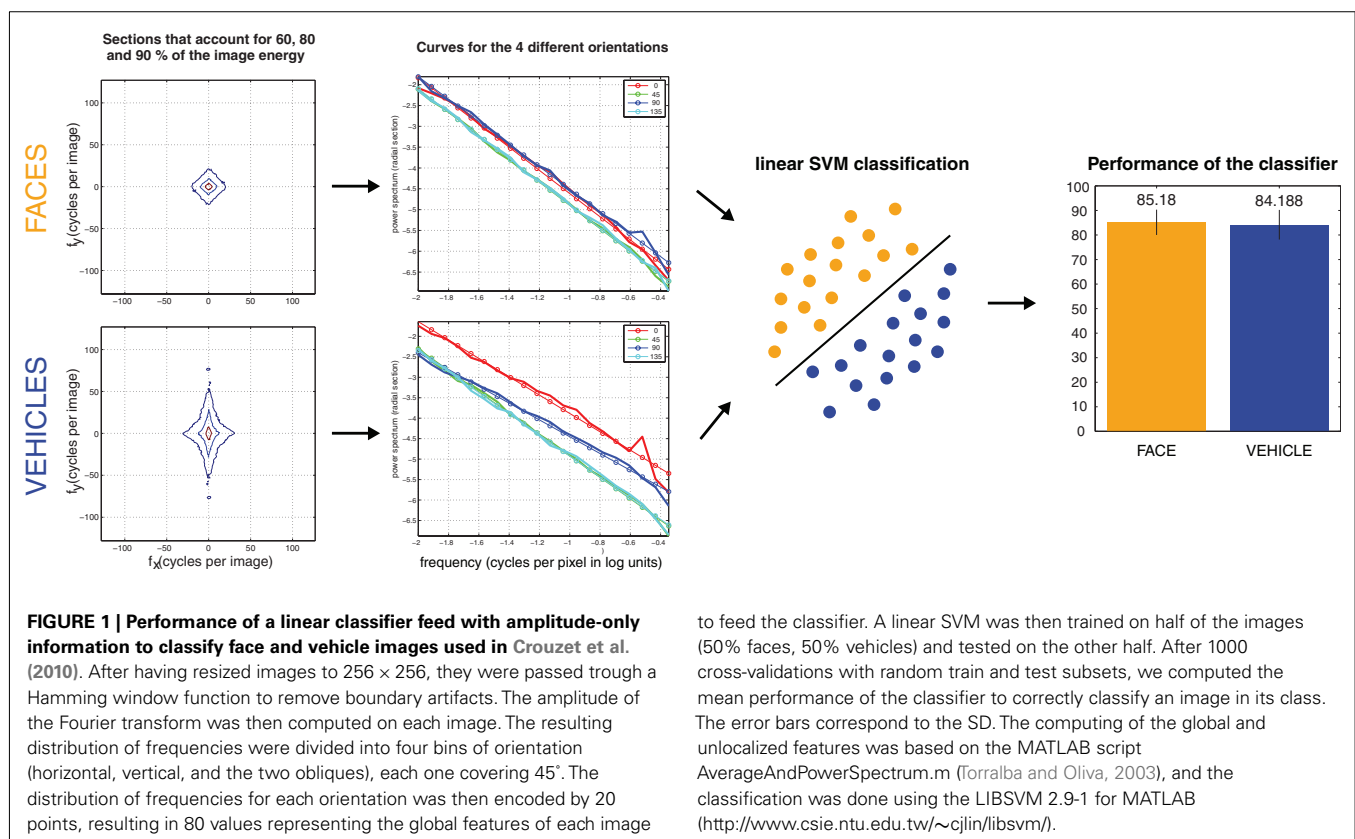 Sections that account for 60, 80
and 90 % of the image energy
Curves for the 4 different orientations
FACES
f_y(cycles per image)
100
50
0
−50
−100
−100 −50 0 50 100
power spectrum (radial section)
−2
−2.5
−3
−3.5
−4
−4.5
−5
−5.5
−6
−6.5
−2 −1.8 −1.6 −1.4 −1.2 −1 −0.8 −0.6 −0.4
0
45
90
135
VEHICLES
f_y(cycles per image)
100
50
0
−50
−100
−100 −50 0 50 100
f_x(cycles per image)
power spectrum (radial section)
−2
−2.5
−3
−3.5
−4
−4.5
−5
−5.5
−6
−6.5
−2 −1.8 −1.6 −1.4 −1.2 −1 −0.8 −0.6 −0.4
)
frequency (cycles per pixel in log units)
0
45
90
135
linear SVM classification
Performance of the classifier
100
90
80
70
60
50
40
30
20
10
0
85.18
84.188
FACE VEHICLE
FIGURE 1 | Performance of a linear classifier feed with amplitude-only
information to classify face and vehicle images used in Crouzet et al.
(2010). After having resized images to 256 × 256, they were passed trough a
Hamming window function to remove boundary artifacts. The amplitude of
the Fourier transform was then computed on each image. The resulting
distribution of frequencies were divided into four bins of orientation
(horizontal, vertical, and the two obliques), each one covering 45˚. The
distribution of frequencies for each orientation was then encoded by 20
points, resulting in 80 values representing the global features of each image
to feed the classifier. A linear SVM was then trained on half of the images
(50% faces, 50% vehicles) and tested on the other half. After 1000
cross-validations with random train and test subsets, we computed the
mean performance of the classifier to correctly classify an image in its class.
The error bars correspond to the SD. The computing of the global and
unlocalized features was based on the MATLAB script
AverageAndPowerSpectrum.m (Torralba and Oliva, 2003), and the
classification was done using the LIBSVM 2.9-1 for MATLAB
(http://www.csie.ntu.edu.tw/∼cjlin/libsvm/).